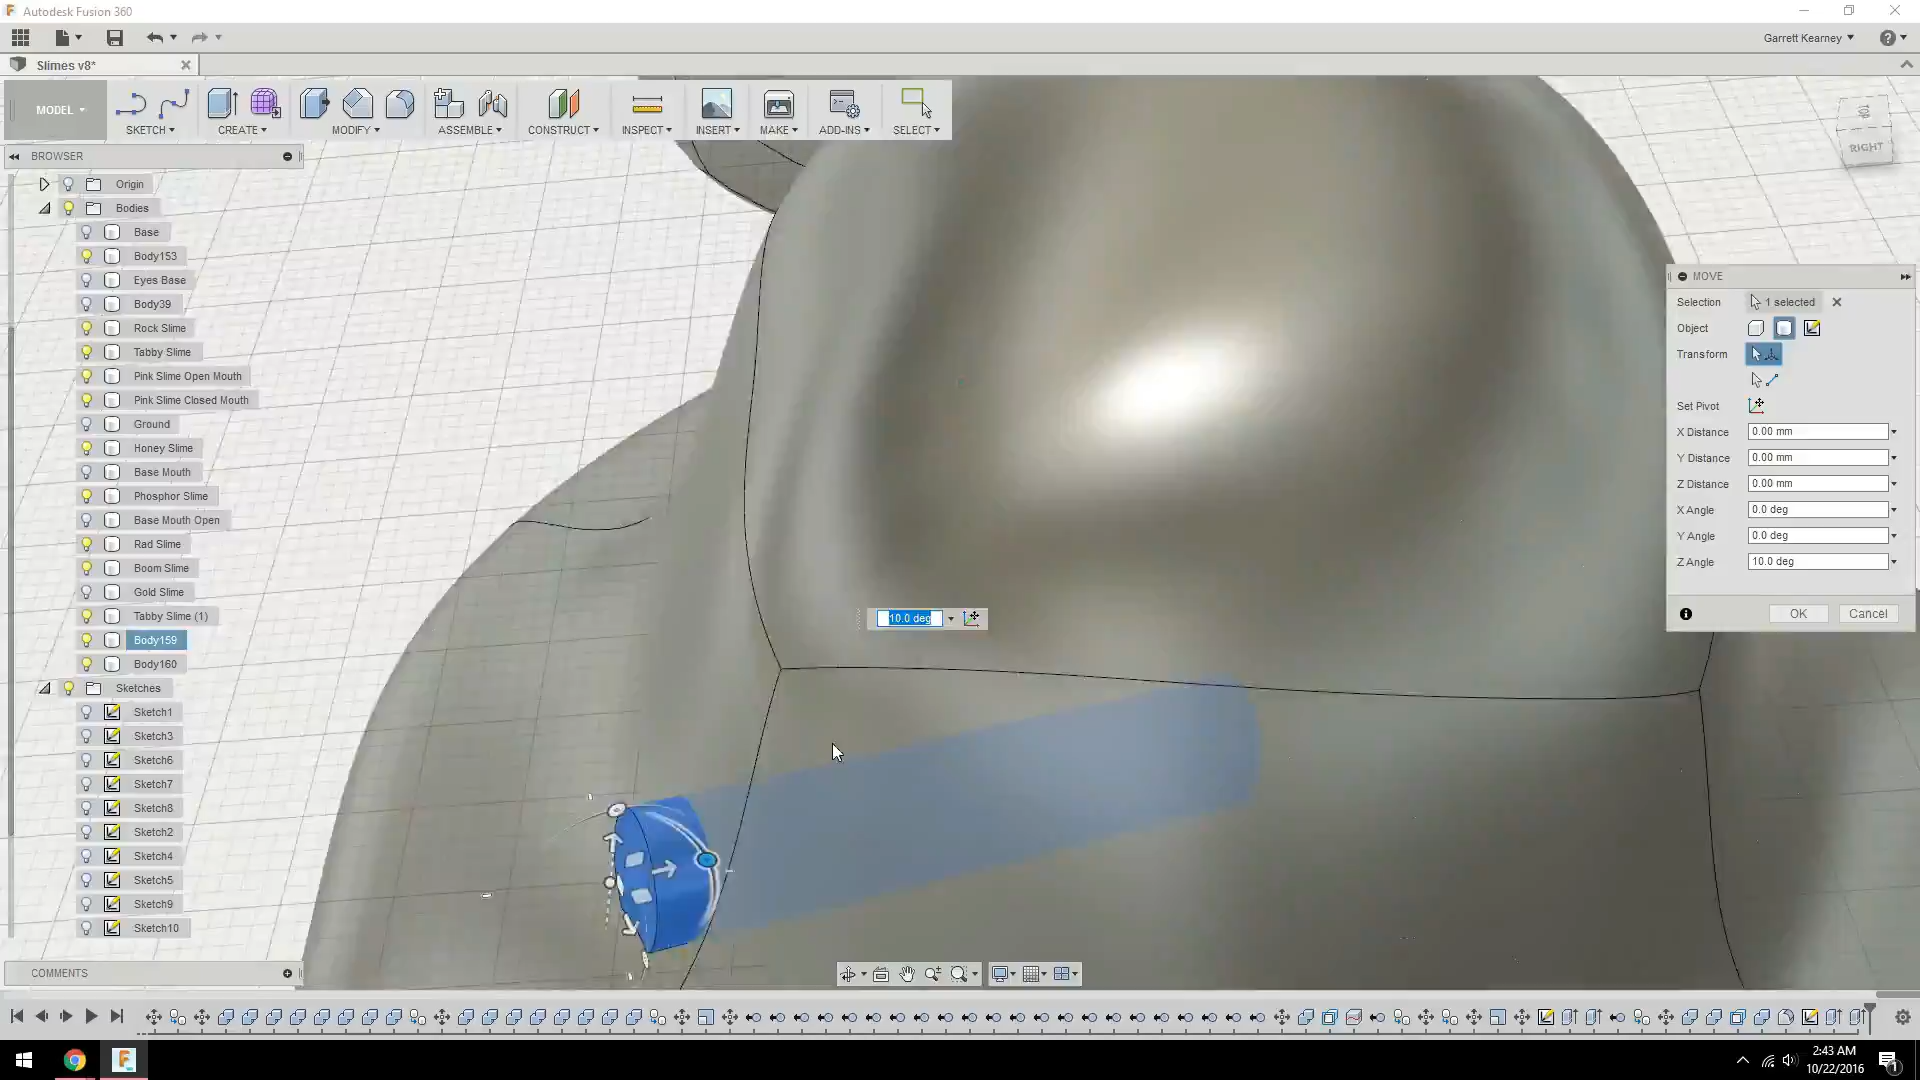 Autodesk Fusion 360
Garrett Kearney
Slimes v8*
MODEL
SKETCH
CREATE
MODIFY
ASSEMBLE
CONSTRUCT
INSPECT
INSERT
MAKE
ADD-INS
SELECT
RIGHT
BROWSER
Origin
Bodies
Base
Body153
Eyes Base
Body39
Rock Slime
Tabby Slime
Pink Slime Open Mouth
Pink Slime Closed Mouth
Ground
Honey Slime
Base Mouth
Phosphor Slime
Base Mouth Open
Rad Slime
Boom Slime
Gold Slime
Tabby Slime (1)
Body159
Body160
Sketches
Sketch1
Sketch3
Sketch6
Sketch7
Sketch8
Sketch2
Sketch4
Sketch5
Sketch9
Sketch10
COMMENTS
10.0 deg
MOVE
Selection 1 selected
Object
Transform
Set Pivot
X Distance 0.00 mm
Y Distance 0.00 mm
Z Distance 0.00 mm
X Angle 0.0 deg
Y Angle 0.0 deg
Z Angle 10.0 deg
OK Cancel
2:43 AM
10/22/2016
1